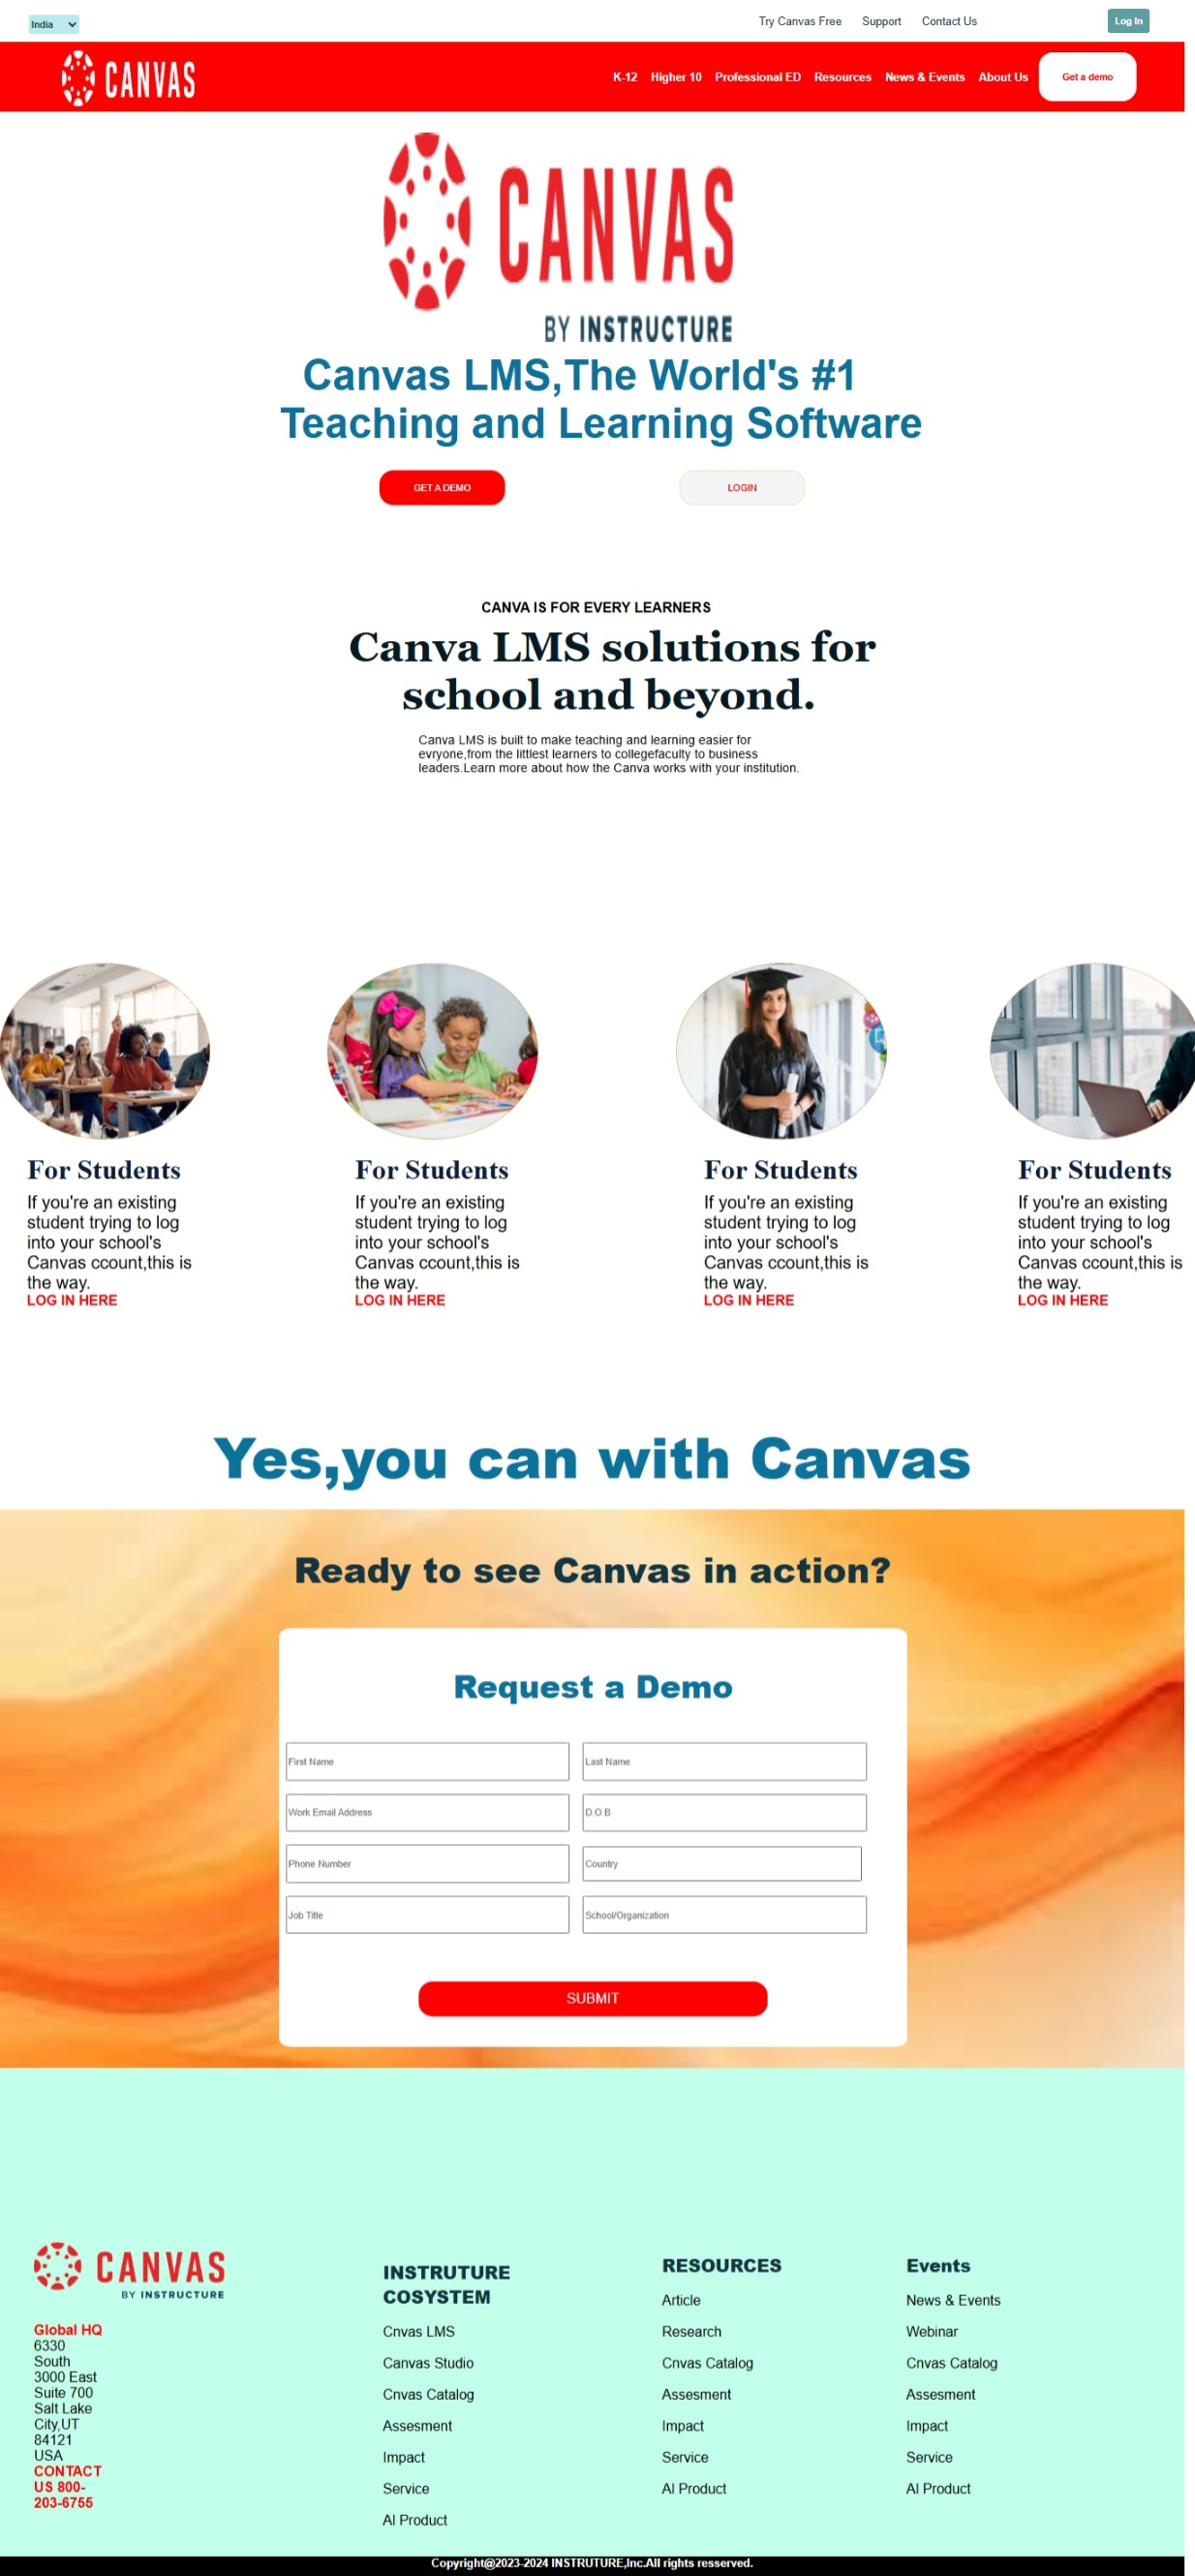 India
Try Canvas Free Support Contact Us
Log In
CANVAS
K-12 Higher 10 Professional ED Resources News & Events About Us
Get a demo
CANVAS
BY INSTRUCTURE
Canvas LMS,The World's #1
Teaching and Learning Software
GET A DEMO
LOGIN
CANVA IS FOR EVERY LEARNERS
Canva LMS solutions for
school and beyond.
Canva LMS is built to make teaching and learning easier for
evryone,from the littlest learners to collegefaculty to business
leaders.Learn more about how the Canva works with your institution.
For Students
If you're an existing
student trying to log
into your school's
Canvas ccount,this is
the way.
LOG IN HERE
For Students
If you're an existing
student trying to log
into your school's
Canvas ccount,this is
the way.
LOG IN HERE
For Students
If you're an existing
student trying to log
into your school's
Canvas ccount,this is
the way.
LOG IN HERE
For Students
If you're an existing
student trying to log
into your school's
Canvas ccount,this is
the way.
LOG IN HERE
Yes,you can with Canvas
Ready to see Canvas in action?
Request a Demo
First Name
Last Name
Work Email Address
D.O.B
Phone Number
Country
Job Title
School/Organization
SUBMIT
CANVAS
BY INSTRUCTURE
Global HQ
6330
South
3000 East
Suite 700
Salt Lake
City,UT
84121
USA
CONTACT
US 800-
203-6755
INSTRUTURE
COSYSTEM
Cnvas LMS
Canvas Studio
Cnvas Catalog
Assesment
Impact
Service
AI Product
RESOURCES
Article
Research
Cnvas Catalog
Assesment
Impact
Service
AI Product
Events
News & Events
Webinar
Cnvas Catalog
Assesment
Impact
Service
AI Product
Copyright@2023-2024 INSTRUTURE,Inc.All rights resserved.